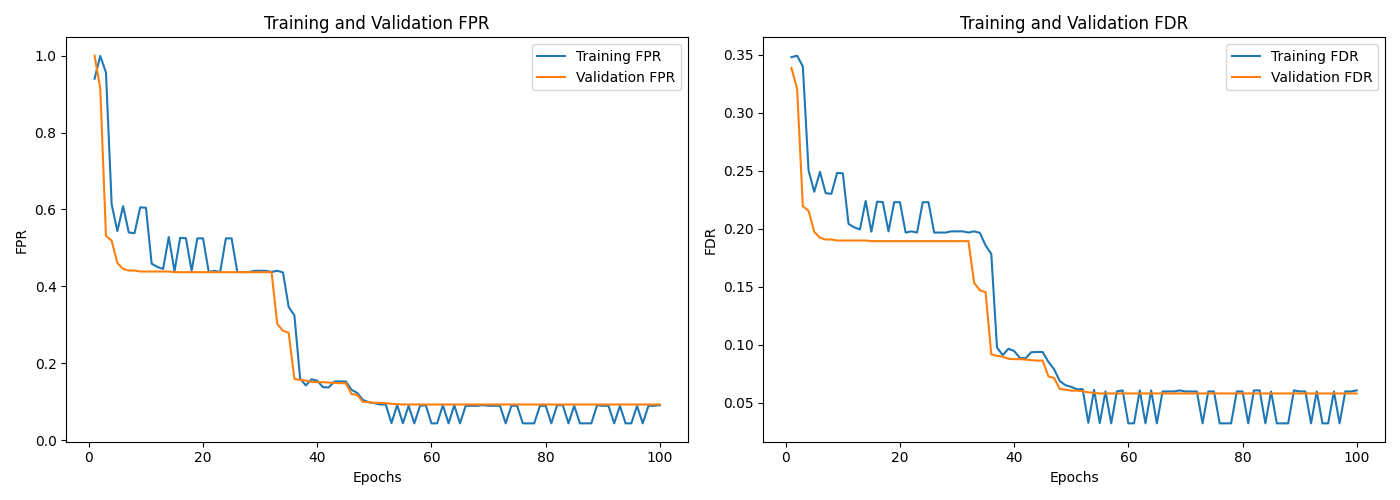 Training and Validation FPR
FPR
1.0
0.8
0.6
0.4
0.2
0.0
0
20
40
60
80
100
Epochs
Training FPR
Validation FPR
Training and Validation FDR
FDR
0.35
0.30
0.25
0.20
0.15
0.10
0.05
0
20
40
60
80
100
Epochs
Training FDR
Validation FDR